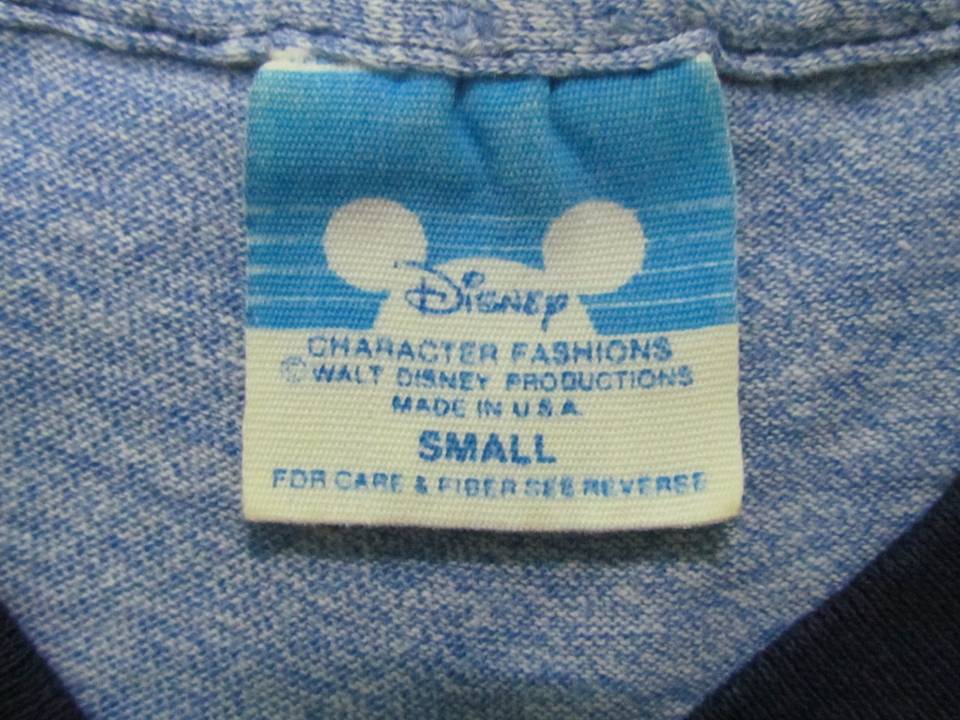 Disney
CHARACTER FASHIONS
© WALT DISNEY PRODUCTIONS
MADE IN U.S.A.
SMALL
FOR CARE & FIBER SEE REVERSE